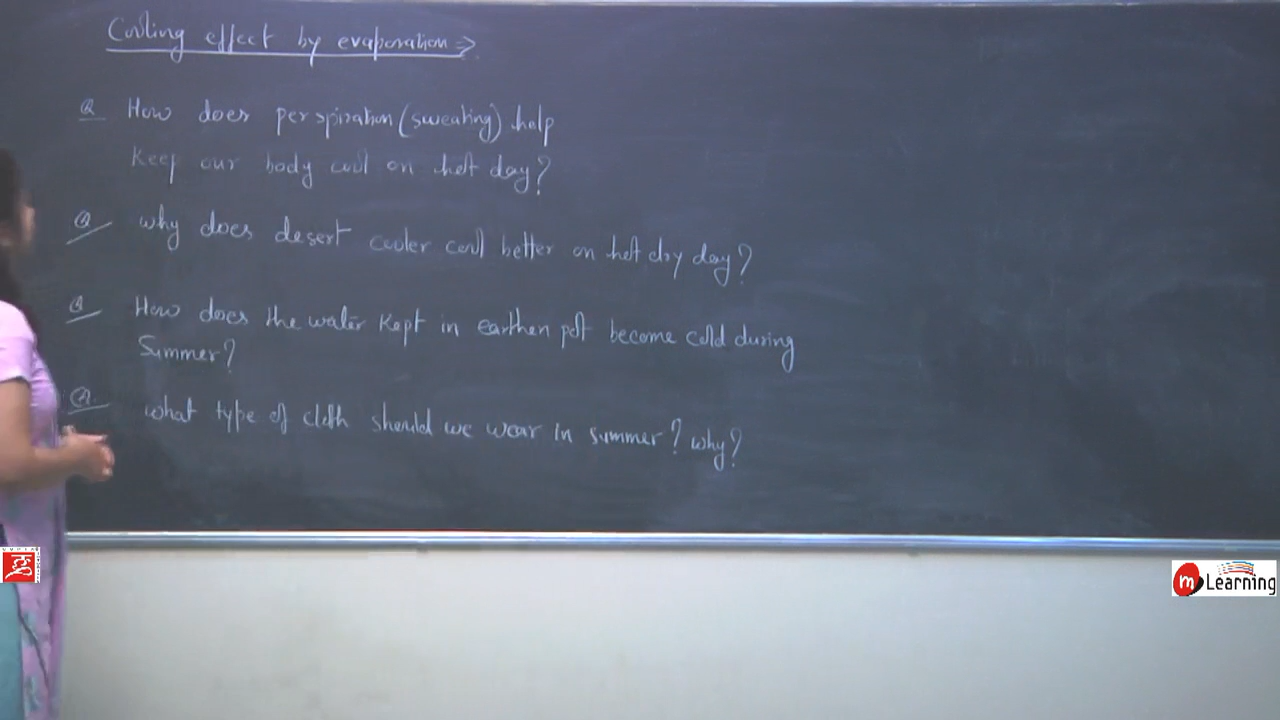 Cooling effect by evaporation ⇒
Q How does perspiration (sweating) help
Keep our body cool on hot day?
Q why does desert cooler cool better on hot dry day?
Q How does the water kept in earthen pot become cold during
Summer?
Q what type of cloth should we wear in summer? why?
m Learning